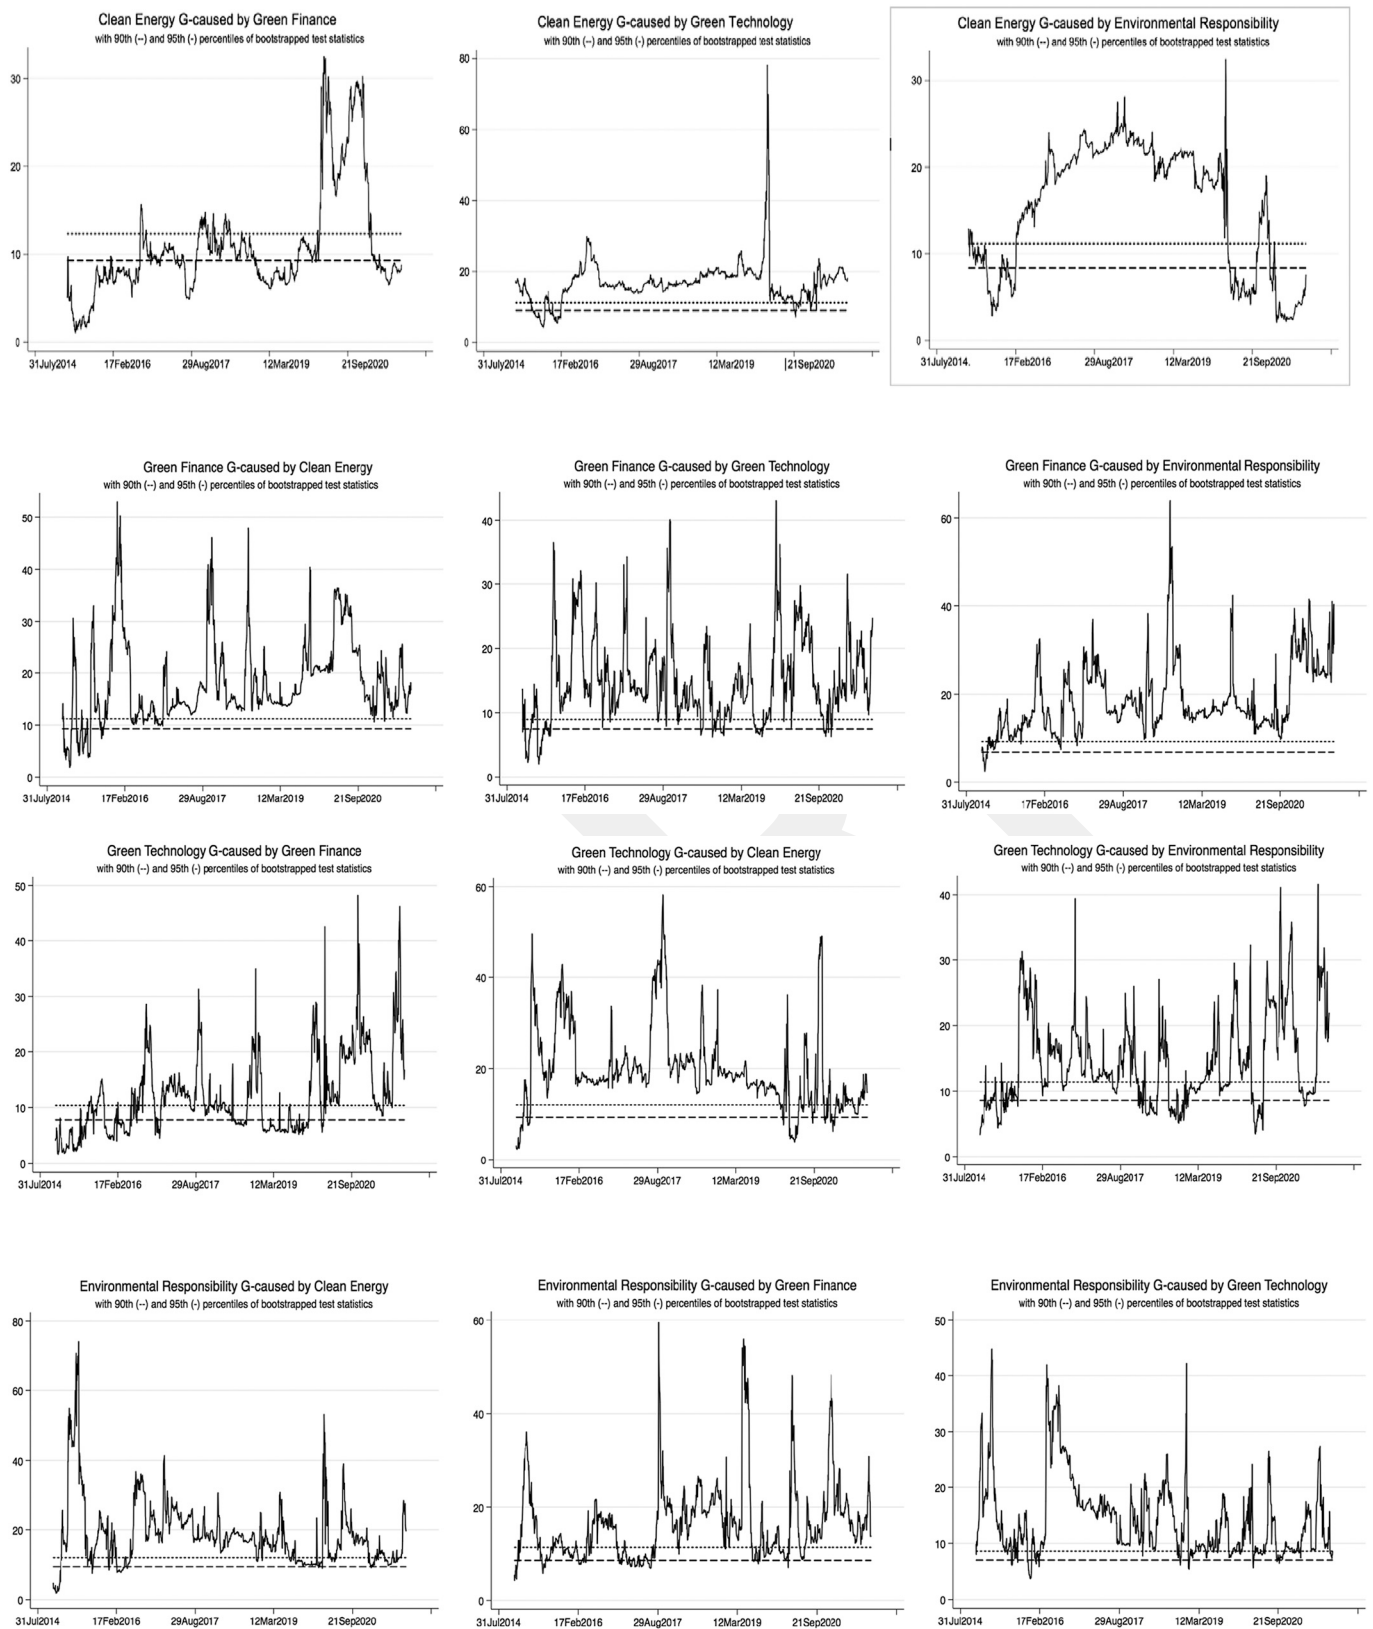 Clean Energy G-caused by Green Finance
with 90th (--) and 95th (-) percentiles of bootstrapped test statistics
30
20
10
0
31July2014 17Feb2016 29Aug2017 12Mar2019 21Sep2020
Clean Energy G-caused by Green Technology
with 90th (--) and 95th (-) percentiles of bootstrapped test statistics
80
60
40
20
0
31July2014 17Feb2016 29Aug2017 12Mar2019 |21Sep2020
Clean Energy G-caused by Environmental Responsibility
with 90th (--) and 95th (-) percentiles of bootstrapped test statistics
30
20
10
0
31July2014. 17Feb2016 29Aug2017 12Mar2019 21Sep2020
Green Finance G-caused by Clean Energy
with 90th (--) and 95th (-) percentiles of bootstrapped test statistics
50
40
30
20
10
0
31July2014 17Feb2016 29Aug2017 12Mar2019 21Sep2020
Green Finance G-caused by Green Technology
with 90th (--) and 95th (-) percentiles of bootstrapped test statistics
40
30
20
10
0
31Jul2014 17Feb2016 29Aug2017 12Mar2019 21Sep2020
Green Finance G-caused by Environmental Responsibility
with 90th (--) and 95th (-) percentiles of bootstrapped test statistics
60
40
20
0
31July2014 17Feb2016 29Aug2017 12Mar2019 21Sep2020
Green Technology G-caused by Green Finance
with 90th (--) and 95th (-) percentiles of bootstrapped test statistics
50
40
30
20
10
0
31Jul2014 17Feb2016 29Aug2017 12Mar2019 21Sep2020
Green Technology G-caused by Clean Energy
with 90th (--) and 95th (-) percentiles of bootstrapped test statistics
60
40
20
0
31Jul2014 17Feb2016 29Aug2017 12Mar2019 21Sep2020
Green Technology G-caused by Environmental Responsibility
with 90th (--) and 95th (-) percentiles of bootstrapped test statistics
40
30
20
10
0
31Jul2014 17Feb2016 29Aug2017 12Mar2019 21Sep2020
Environmental Responsibility G-caused by Clean Energy
with 90th (--) and 95th (-) percentiles of bootstrapped test statistics
80
60
40
20
0
31Jul2014 17Feb2016 29Aug2017 12Mar2019 21Sep2020
Environmental Responsibility G-caused by Green Finance
with 90th (--) and 95th (-) percentiles of bootstrapped test statistics
60
40
20
0
31Jul2014 17Feb2016 29Aug2017 12Mar2019 21Sep2020
Environmental Responsibility G-caused by Green Technology
with 90th (--) and 95th (-) percentiles of bootstrapped test statistics
50
40
30
20
10
0
31Jul2014 17Feb2016 29Aug2017 12Mar2019 21Sep2020